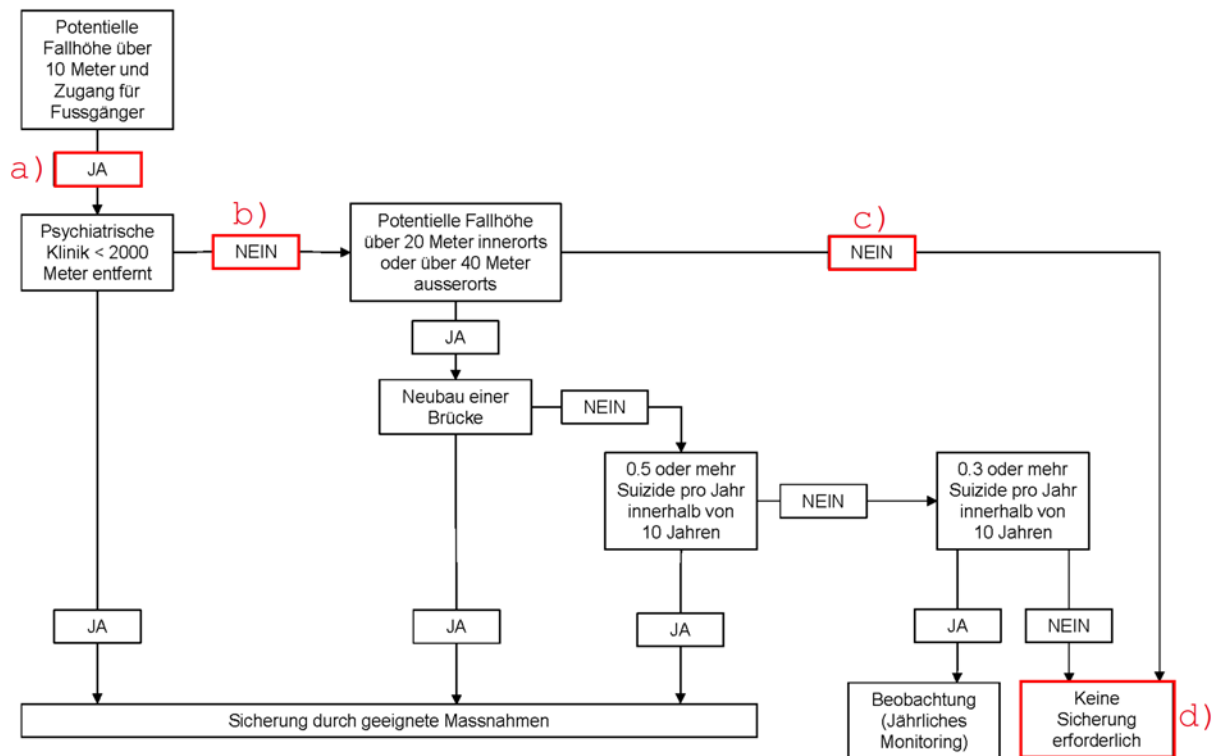 Potentielle
Fallhöhe über
10 Meter und
Zugang für
Fussgänger
a)
JA
Psychiatrische
Klinik < 2000
Meter entfernt
b)
NEIN
Potentielle Fallhöhe
über 20 Meter innerorts
oder über 40 Meter
ausserorts
c)
NEIN
JA
Neubau einer
Brücke
NEIN
0.5 oder mehr
Suizide pro Jahr
innerhalb von
10 Jahren
NEIN
0.3 oder mehr
Suizide pro Jahr
innerhalb von
10 Jahren
JA
JA
JA
JA
NEIN
Sicherung durch geeignete Massnahmen
Beobachtung
(Jährliches
Monitoring)
Keine
Sicherung
erforderlich
d)